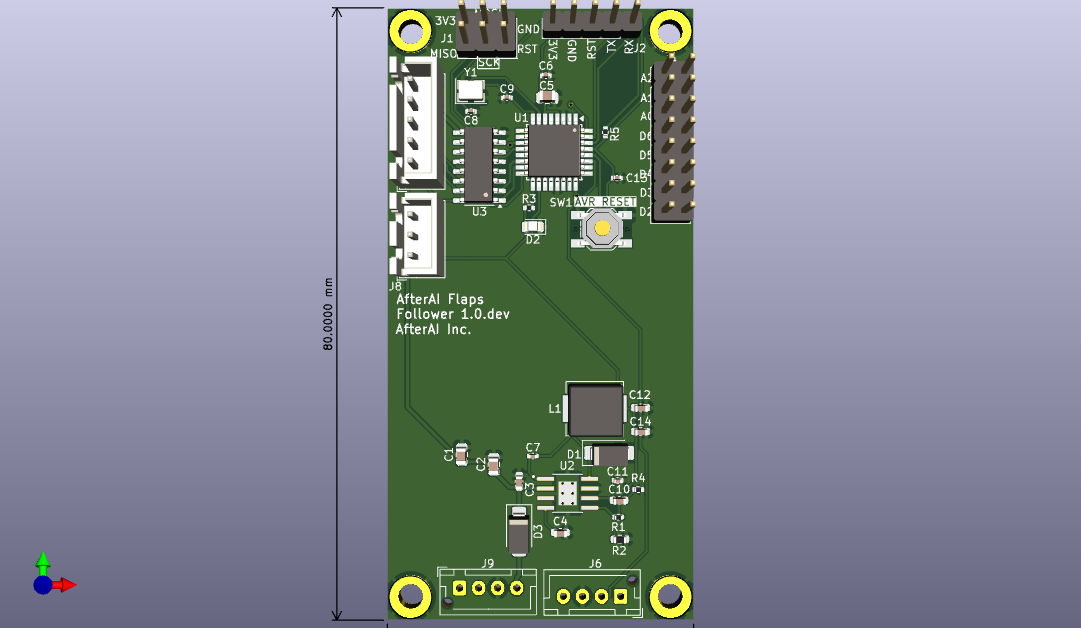 3V3
GND
J1
MISO
RST
SCK
3V3
GND
RST
TX
RX
J2
Y1
C6
C5
C9
C8
U1
R5
A2
A1
A0
D6
D5
D4
D3
D2
U3
R3
D2
C13
SW1
AVR RESET
J8
AfterAI Flaps
Follower 1.0.dev
AfterAI Inc.
80.0000 mm
L1
C12
C14
C1
C2
C7
D1
U2
C3
C11
R4
C10
D3
C4
R1
R2
J9
J6